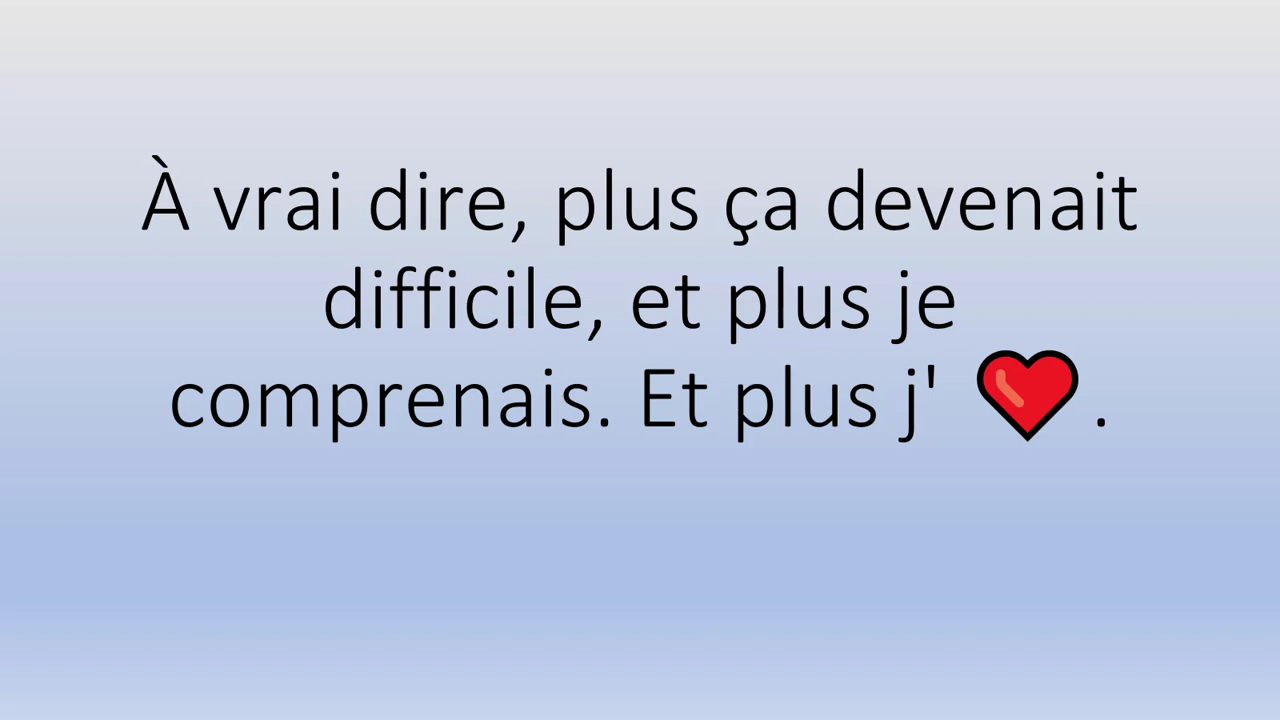 À vrai dire, plus ça devenait
difficile, et plus je
comprenais. Et plus j' ❤️.